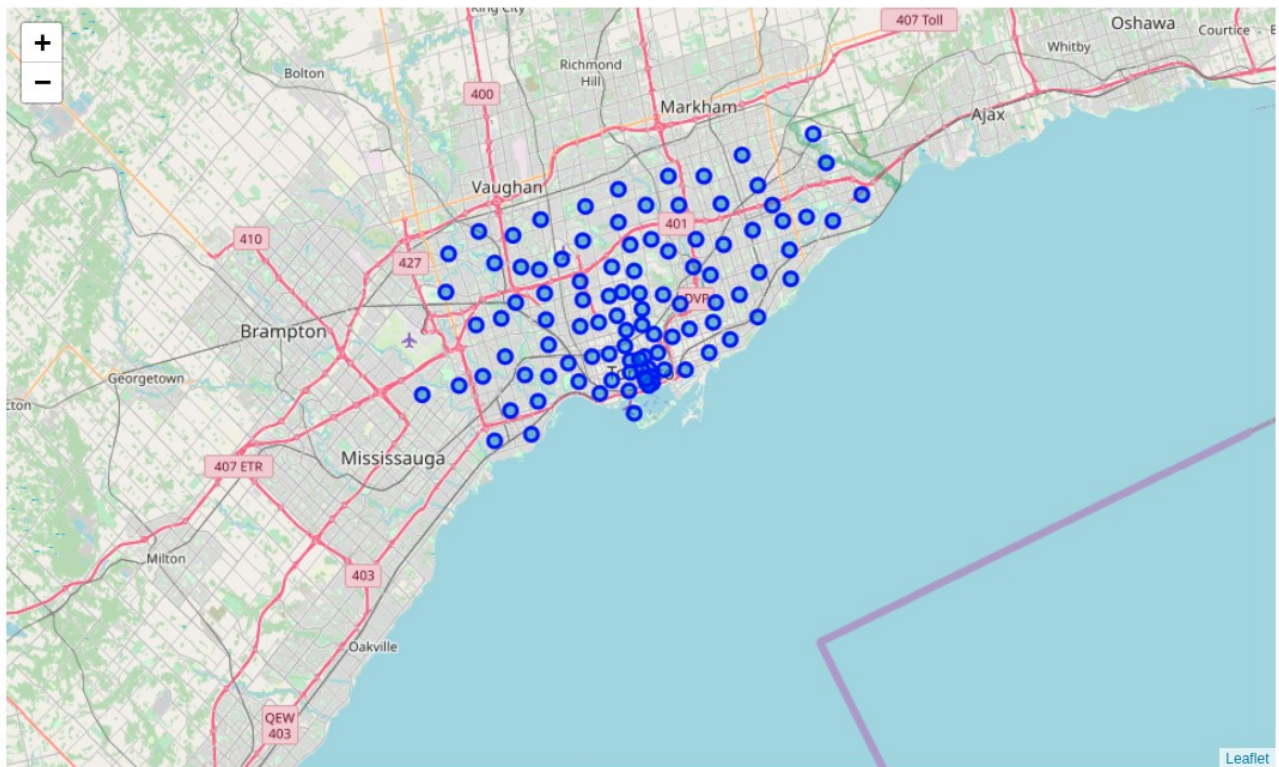 +
−
King City
407 Toll
Oshawa
Courtice
Whitby
Richmond
Hill
Bolton
400
Markham
Ajax
Vaughan
401
410
427
DVP
Brampton
Georgetown
Mississauga
407 ETR
Milton
403
Oakville
QEW
403
Leaflet